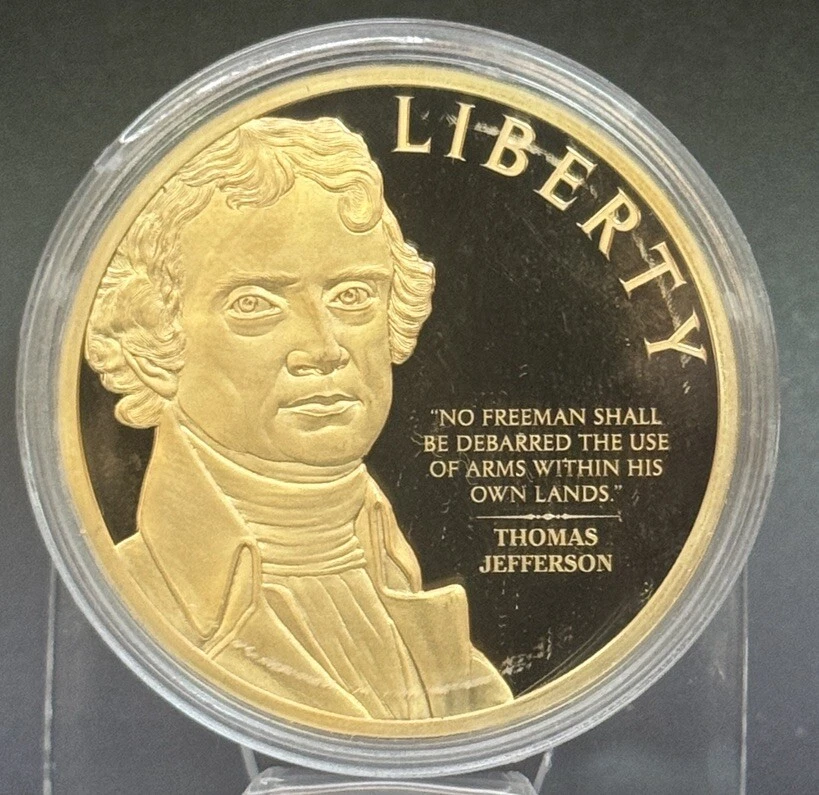 LIBERTY
"NO FREEMAN SHALL
BE DEBARRED THE USE
OF ARMS WITHIN HIS
OWN LANDS."
THOMAS
JEFFERSON